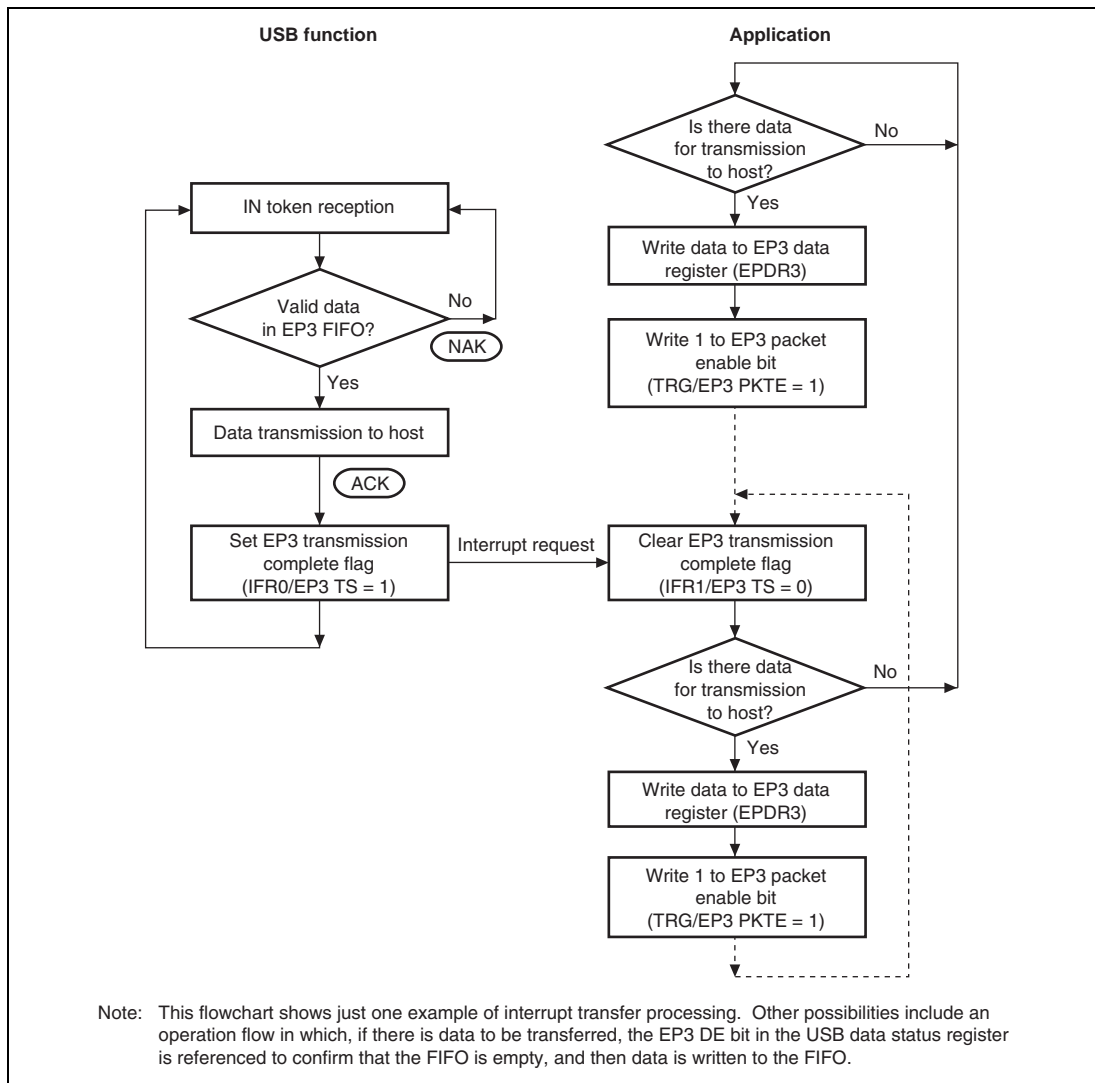 USB function
Application
Is there data
for transmission
to host?
No
Yes
IN token reception
Write data to EP3 data
register (EPDR3)
Valid data
in EP3 FIFO?
No
NAK
Yes
Write 1 to EP3 packet
enable bit
(TRG/EP3 PKTE = 1)
Data transmission to host
ACK
Set EP3 transmission
complete flag
(IFR0/EP3 TS = 1)
Interrupt request
Clear EP3 transmission
complete flag
(IFR1/EP3 TS = 0)
Is there data
for transmission
to host?
No
Yes
Write data to EP3 data
register (EPDR3)
Write 1 to EP3 packet
enable bit
(TRG/EP3 PKTE = 1)
Note: This flowchart shows just one example of interrupt transfer processing. Other possibilities include an
operation flow in which, if there is data to be transferred, the EP3 DE bit in the USB data status register
is referenced to confirm that the FIFO is empty, and then data is written to the FIFO.